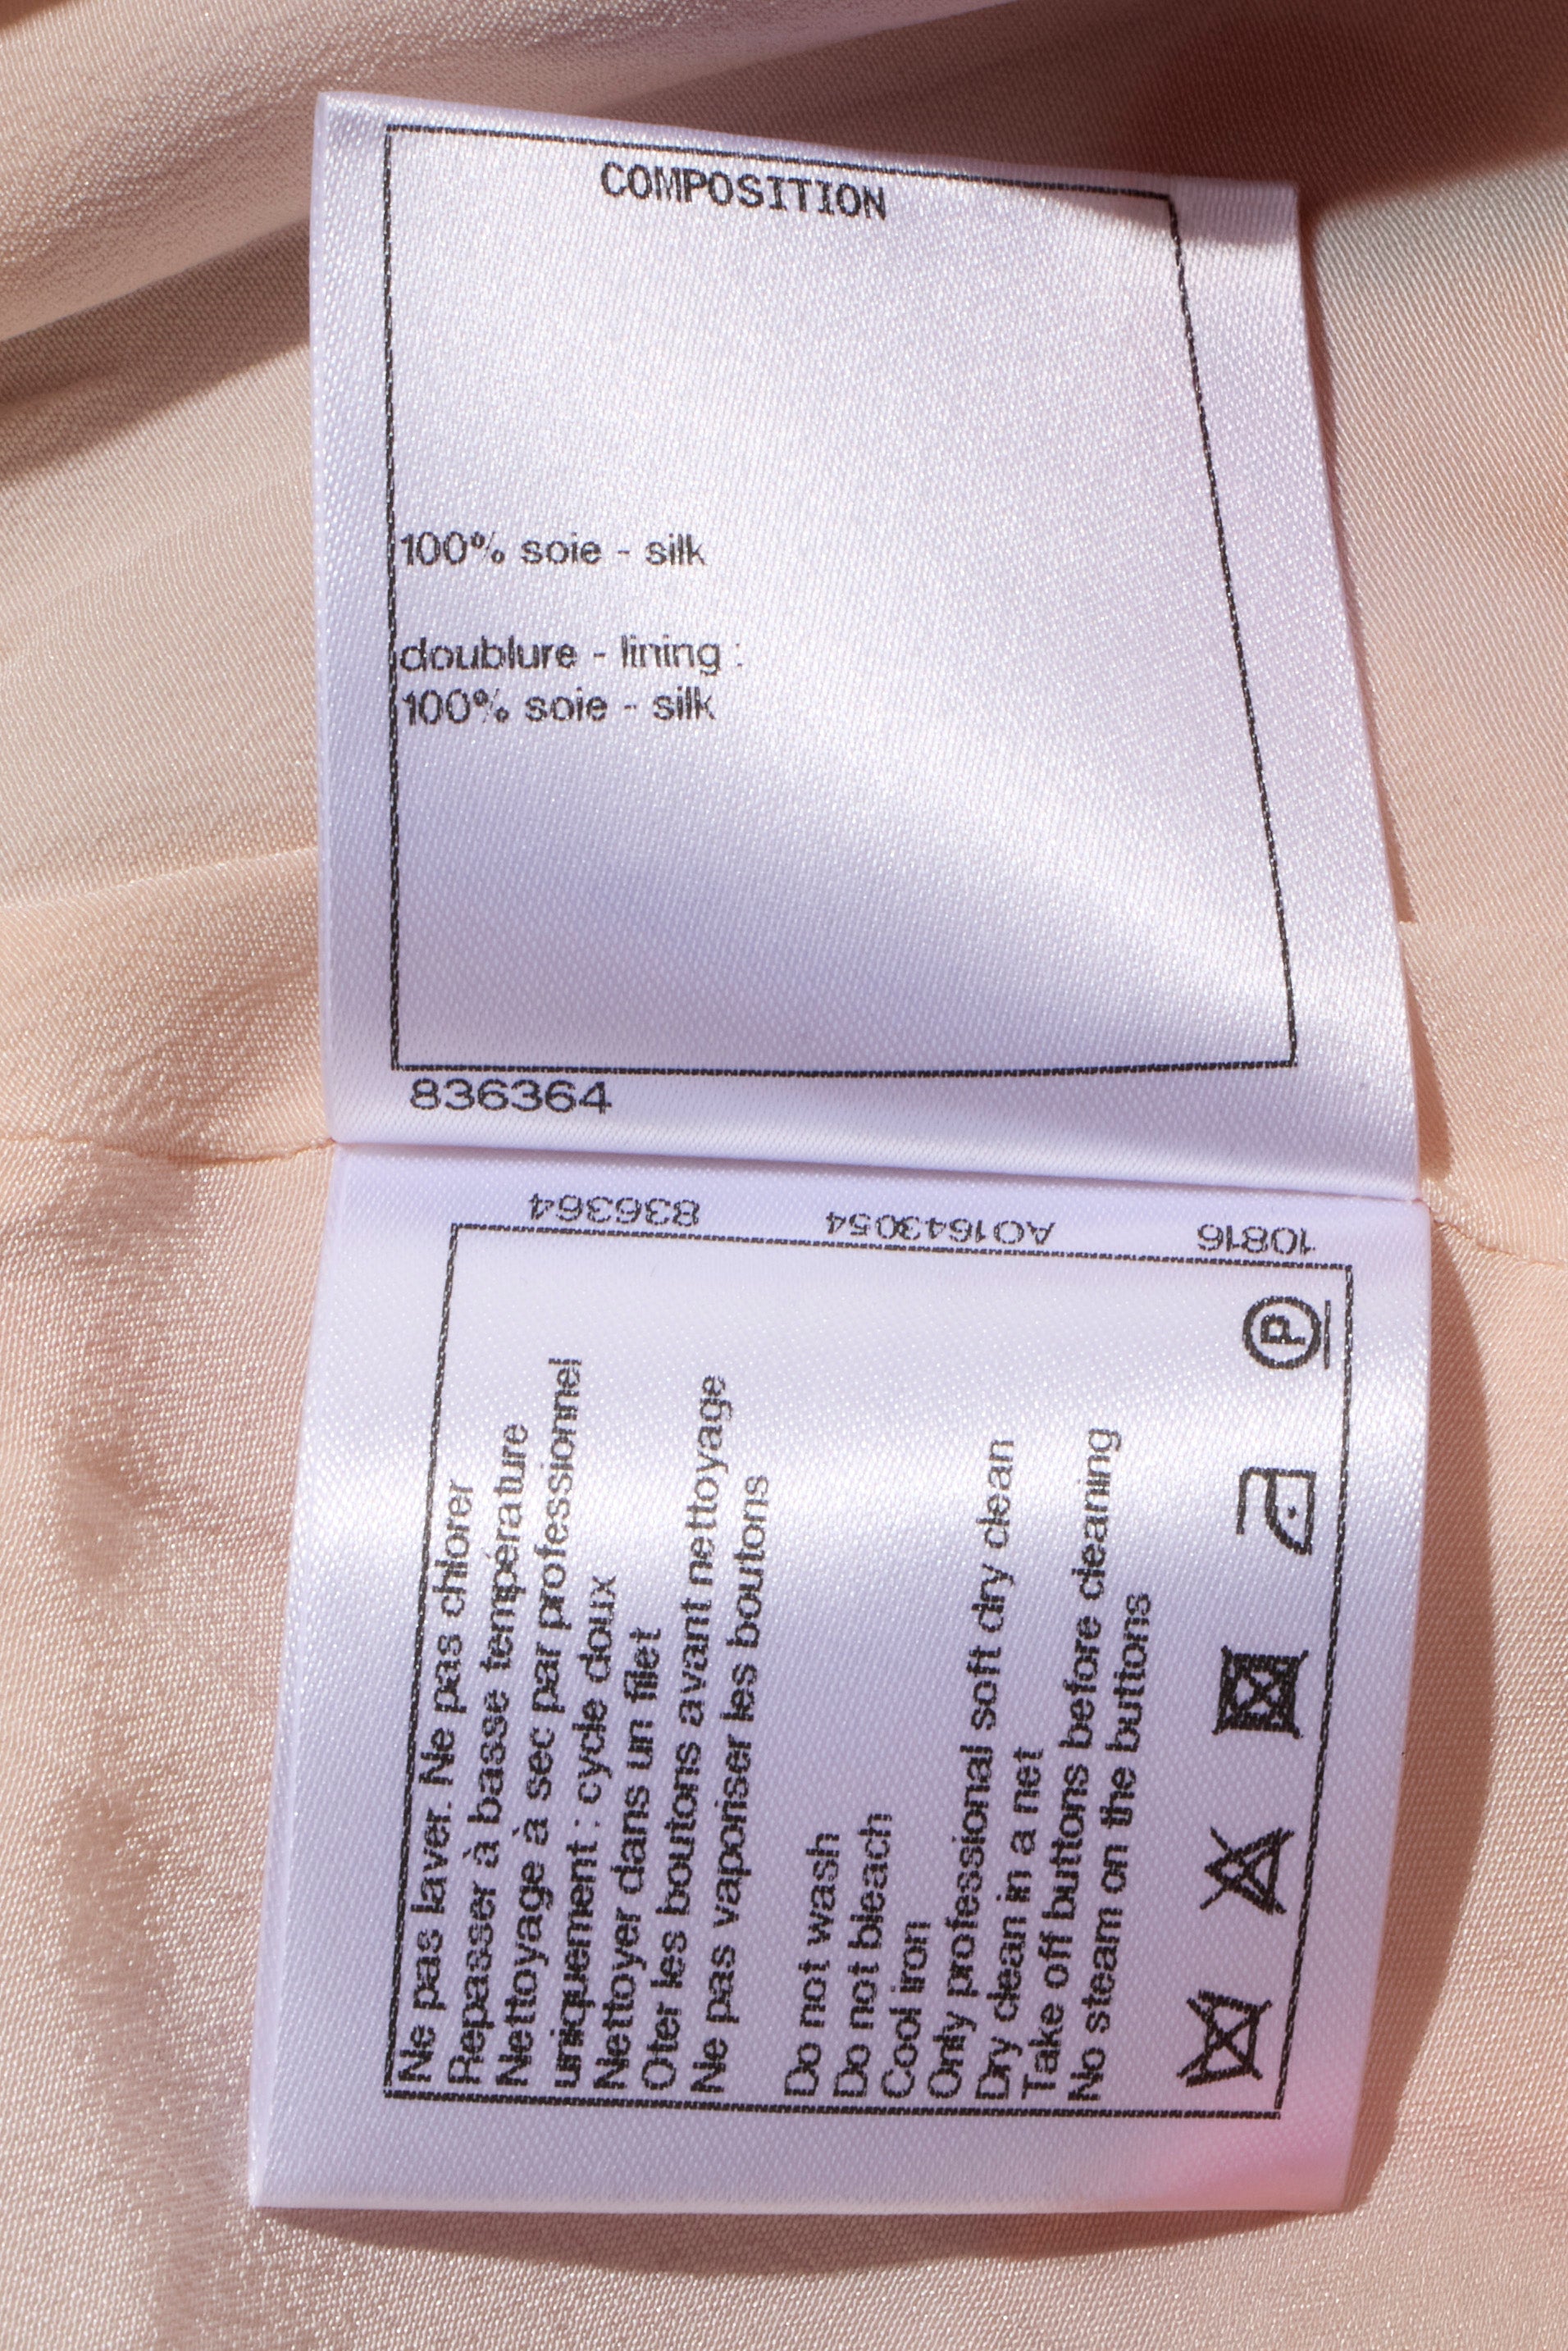 COMPOSITION
100% soie - silk
doublure - lining :
100% soie - silk
836364
10816 A01643054 836364
Ne pas laver. Ne pas chlorer
Repasser à basse température
Nettoyage à sec par professionnel
uniquement : cycle doux
Nettoyer dans un filet
Oter les boutons avant nettoyage
Ne pas vaporiser les boutons
Do not wash
Do not bleach
Cool iron
Only professional soft dry clean
Dry clean in a net
Take off buttons before cleaning
No steam on the buttons
P